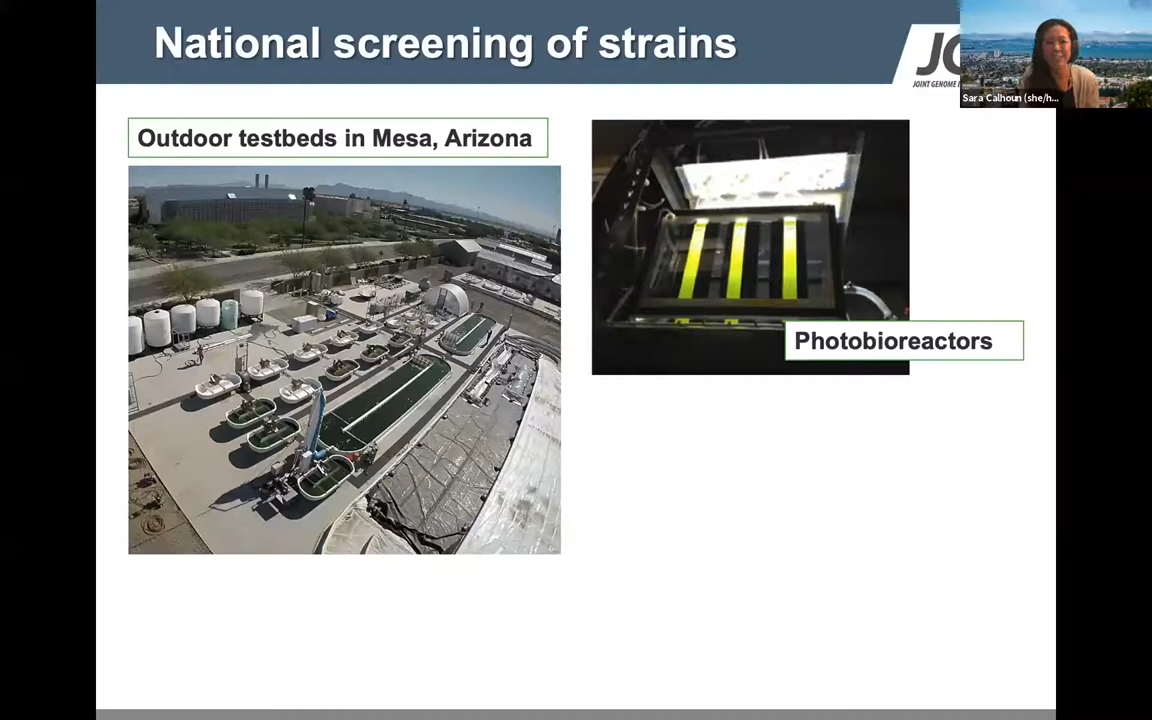 National screening of strains
JOINT GENOME
Sara Calhoun (she/h...
Outdoor testbeds in Mesa, Arizona
Photobioreactors